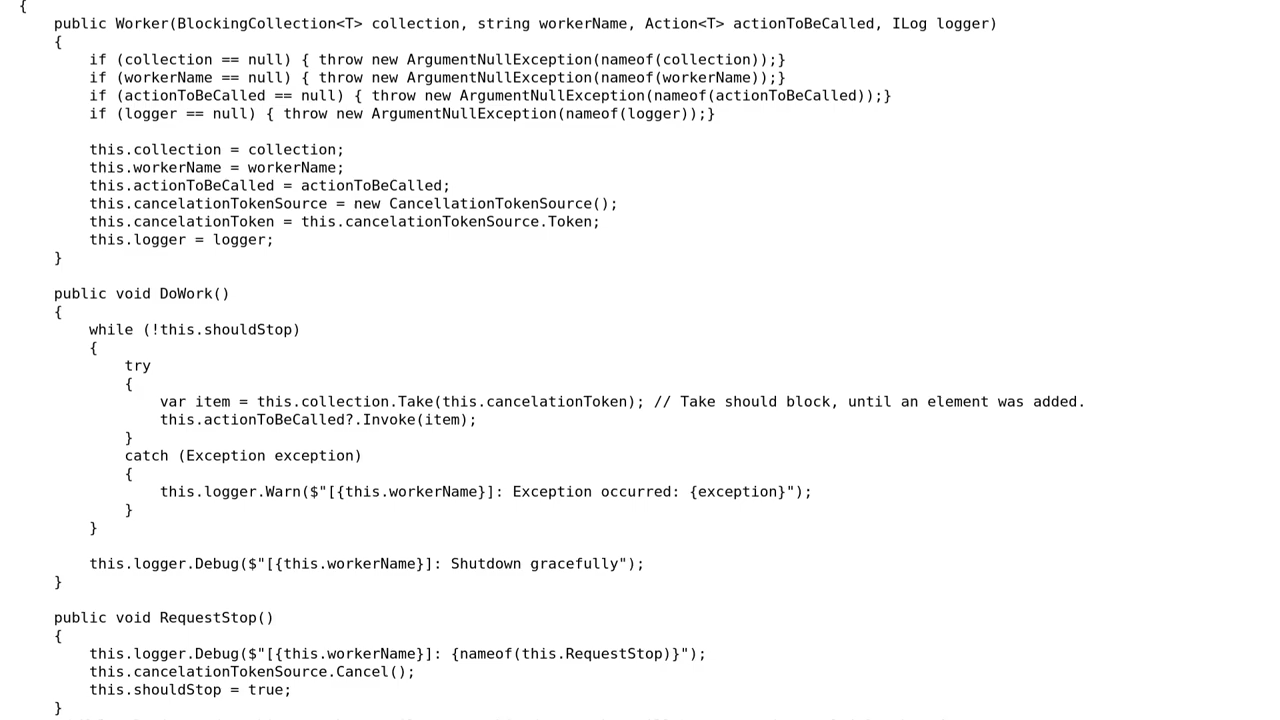 {
    public Worker(BlockingCollection<T> collection, string workerName, Action<T> actionToBeCalled, ILog logger)
    {
        if (collection == null) { throw new ArgumentNullException(nameof(collection));}
        if (workerName == null) { throw new ArgumentNullException(nameof(workerName));}
        if (actionToBeCalled == null) { throw new ArgumentNullException(nameof(actionToBeCalled));}
        if (logger == null) { throw new ArgumentNullException(nameof(logger));}

        this.collection = collection;
        this.workerName = workerName;
        this.actionToBeCalled = actionToBeCalled;
        this.cancelationTokenSource = new CancellationTokenSource();
        this.cancelationToken = this.cancelationTokenSource.Token;
        this.logger = logger;
    }

    public void DoWork()
    {
        while (!this.shouldStop)
        {
            try
            {
                var item = this.collection.Take(this.cancelationToken); // Take should block, until an element was added.
                this.actionToBeCalled?.Invoke(item);
            }
            catch (Exception exception)
            {
                this.logger.Warn($"[{this.workerName}]: Exception occurred: {exception}");
            }
        }

        this.logger.Debug($"[{this.workerName}]: Shutdown gracefully");
    }

    public void RequestStop()
    {
        this.logger.Debug($"[{this.workerName}]: {nameof(this.RequestStop)}");
        this.cancelationTokenSource.Cancel();
        this.shouldStop = true;
    }